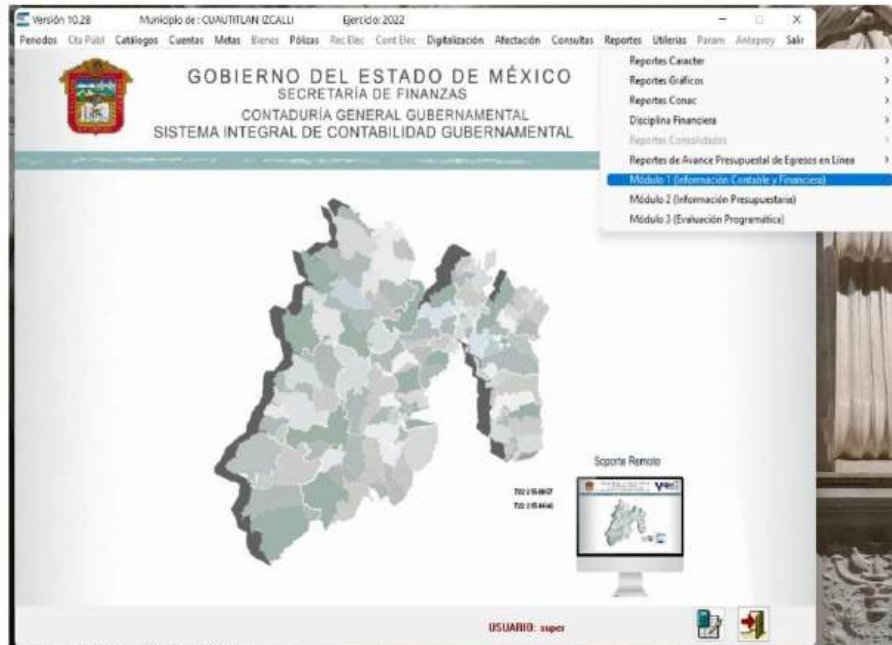 Versión 10.2B Municipio de : CUAUTITLAN IZCALLI Ejercicio: 2022
Periodos Cta Públ Catálogos Cuentas Metas Bienes Pólizas Rec Elec Cont Elec Digitalización Afectación Consultas Reportes Utilerias Param Anteproy Salir
GOBIERNO DEL ESTADO DE MÉXICO
SECRETARÍA DE FINANZAS
CONTADURÍA GENERAL GUBERNAMENTAL
SISTEMA INTEGRAL DE CONTABILIDAD GUBERNAMENTAL
Reportes Caracter
Reportes Gráficos
Reportes Conac
Disciplina Financiera
Reportes Consolidados
Reportes de Avance Presupuestal de Egresos en Línea
Módulo 1 (Información Contable y Financiera)
Módulo 2 (Información Presupuestaria)
Módulo 3 (Evaluación Programática)
Soporte Remoto
USUARIO: super